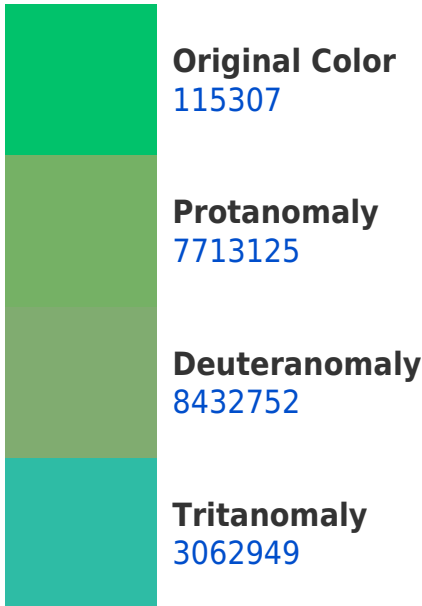 Original Color
115307
Protanomaly
7713125
Deuteranomaly
8432752
Tritanomaly
3062949